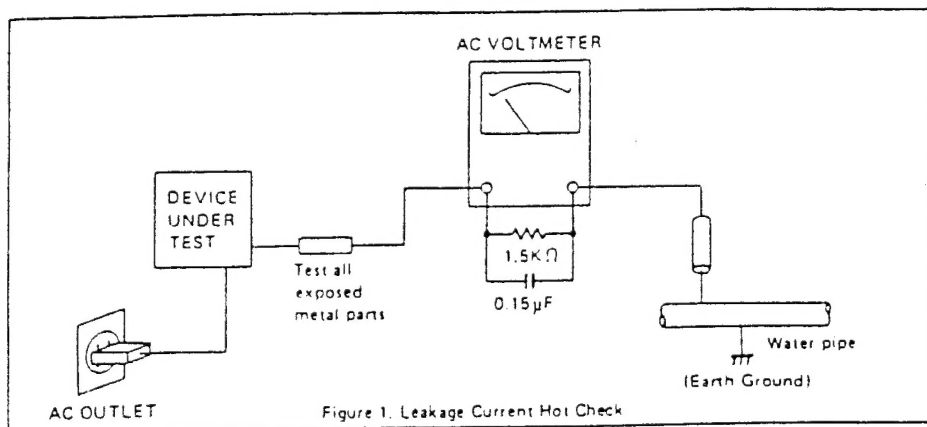 AC VOLTMETER
DEVICE
UNDER
TEST
Test all
exposed
metal parts
1.5KΩ
0.15μF
Water pipe
(Earth Ground)
AC OUTLET
Figure 1. Leakage Current Hot Check